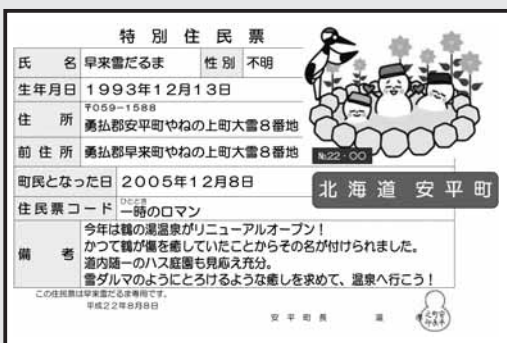 特別住民票
氏 名 早来雪だるま 性別 不明
生年月日 1993年12月13日
住 所 〒059-1588
勇払郡安平町やねの上町大雪8番地
前住所 勇払郡早来町やねの上町大雪8番地
№22・〇〇
町民となった日 2005年12月8日
北海道 安平町
住民票コード 一時のロマン
ひととき
備 考 今年は鶴の湯温泉がリニューアルオープン!
かつて鶴が傷を癒していたことからその名が付けられました。
道内随一のハス庭園も見応え充分。
雪ダルマのようにとろけるような癒しを求めて、温泉へ行こう!
この住民票は早来雪だるま専用です。
平成22年8月8日
安平町長 瀧